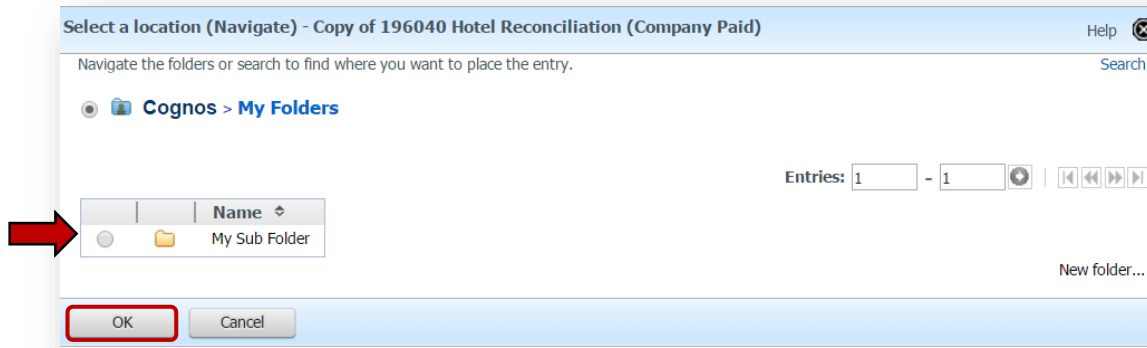 Select a location (Navigate) - Copy of 196040 Hotel Reconciliation (Company Paid)
Help
Navigate the folders or search to find where you want to place the entry.
Search
Cognos > My Folders
Entries: 1 - 1
Name
My Sub Folder
New folder...
OK
Cancel